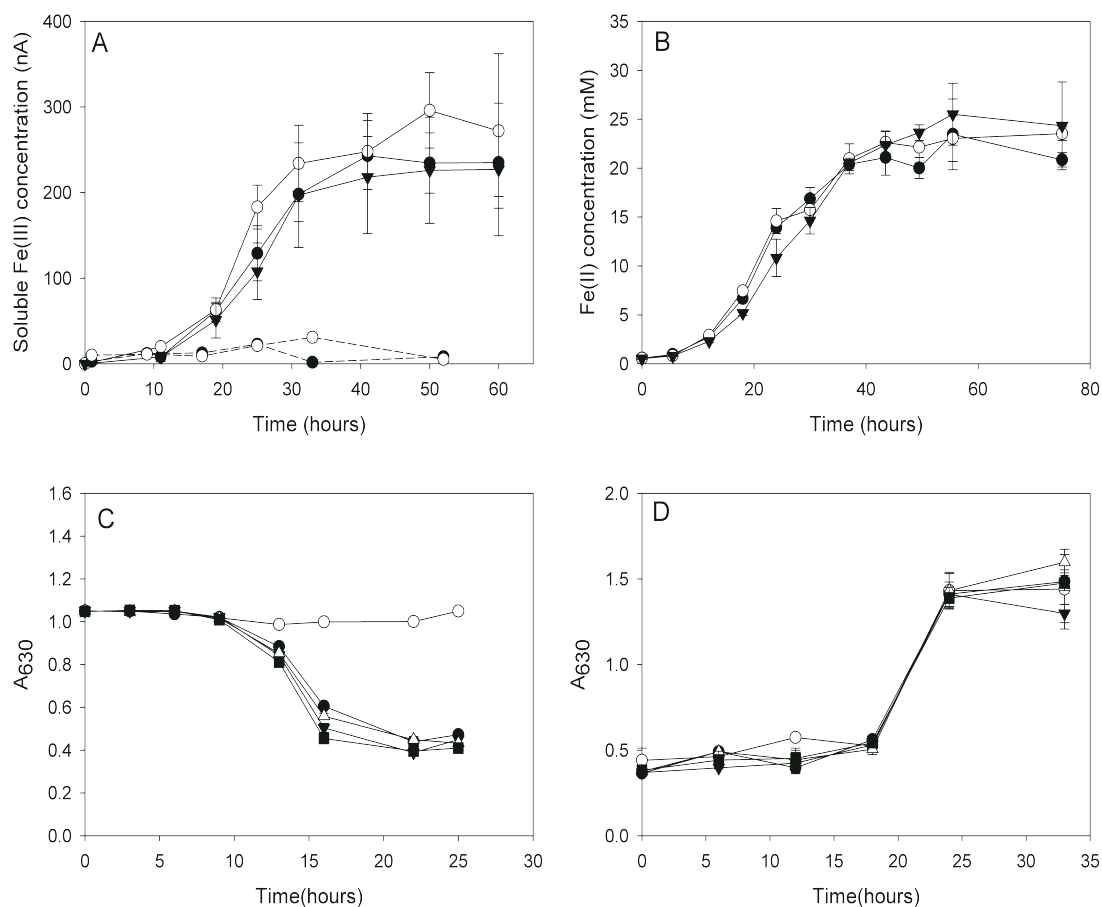 A
Soluble Fe(III) concentration (nA)
400
300
200
100
0
0 10 20 30 40 50 60
Time (hours)
B
Fe(II) concentration (mM)
35
30
25
20
15
10
5
0
0 20 40 60 80
Time (hours)
C
A630
1.6
1.4
1.2
1.0
0.8
0.6
0.4
0.2
0.0
0 5 10 15 20 25 30
Time(hours)
D
A630
2.0
1.5
1.0
0.5
0.0
0 5 10 15 20 25 30 35
Time(hours)